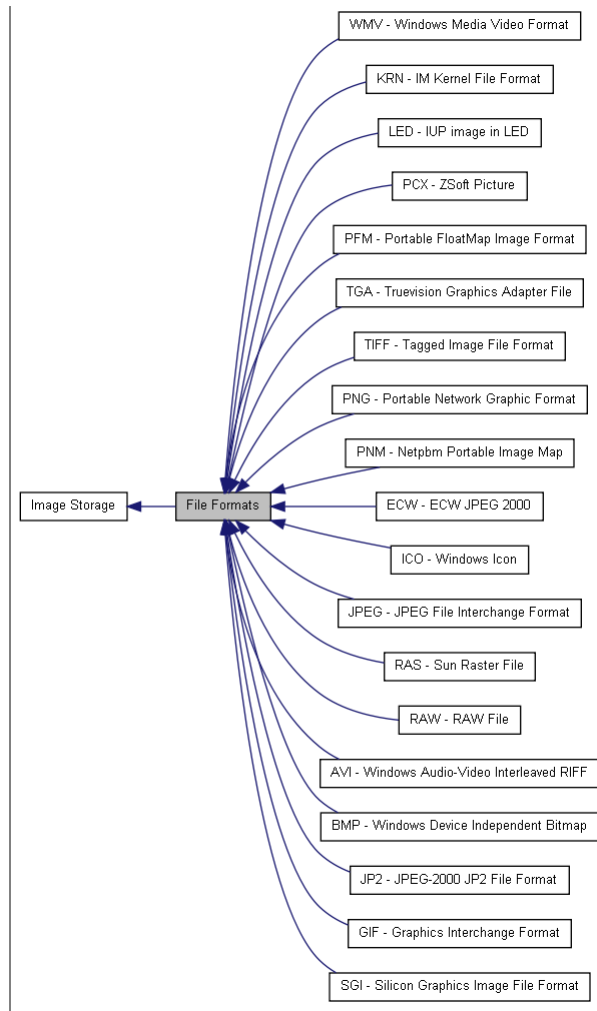 WMV - Windows Media Video Format
KRN - IM Kernel File Format
LED - IUP image in LED
PCX - ZSoft Picture
PFM - Portable FloatMap Image Format
TGA - Truevision Graphics Adapter File
TIFF - Tagged Image File Format
PNG - Portable Network Graphic Format
PNM - Netpbm Portable Image Map
Image Storage
File Formats
ECW - ECW JPEG 2000
ICO - Windows Icon
JPEG - JPEG File Interchange Format
RAS - Sun Raster File
RAW - RAW File
AVI - Windows Audio-Video Interleaved RIFF
BMP - Windows Device Independent Bitmap
JP2 - JPEG-2000 JP2 File Format
GIF - Graphics Interchange Format
SGI - Silicon Graphics Image File Format